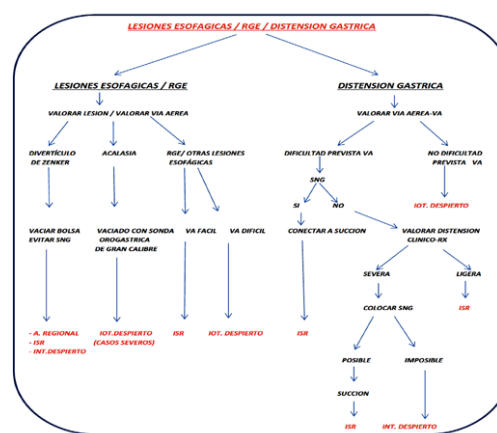 LESIONES ESOFAGICAS / RGE / DISTENSION GASTRICA
LESIONES ESOFAGICAS / RGE
DISTENSION GASTRICA
VALORAR LESION / VALORAR VIA AEREA
VALORAR VIA AEREA-VA
DIVERTÍCULO
DE ZENKER
ACALASIA
RGE/ OTRAS LESIONES
ESOFÁGICAS
DIFICULTAD PREVISTA VA
NO DIFICULTAD
PREVISTA VA
SNG
IOT. DESPIERTO
SI
NO
VACIAR BOLSA
EVITAR SNG
VACIADO CON SONDA
OROGASTRICA
DE GRAN CALIBRE
VA FACIL
VA DIFICIL
CONECTAR A SUCCION
VALORAR DISTENSION
CLINICO-RX
SEVERA
LIGERA
COLOCAR SNG
ISR
- A. REGIONAL
- ISR
- INT.DESPIERTO
IOT.DESPIERTO
(CASOS SEVEROS)
ISR
IOT. DESPIERTO
ISR
POSIBLE
IMPOSIBLE
SUCCION
ISR
INT. DESPIERTO